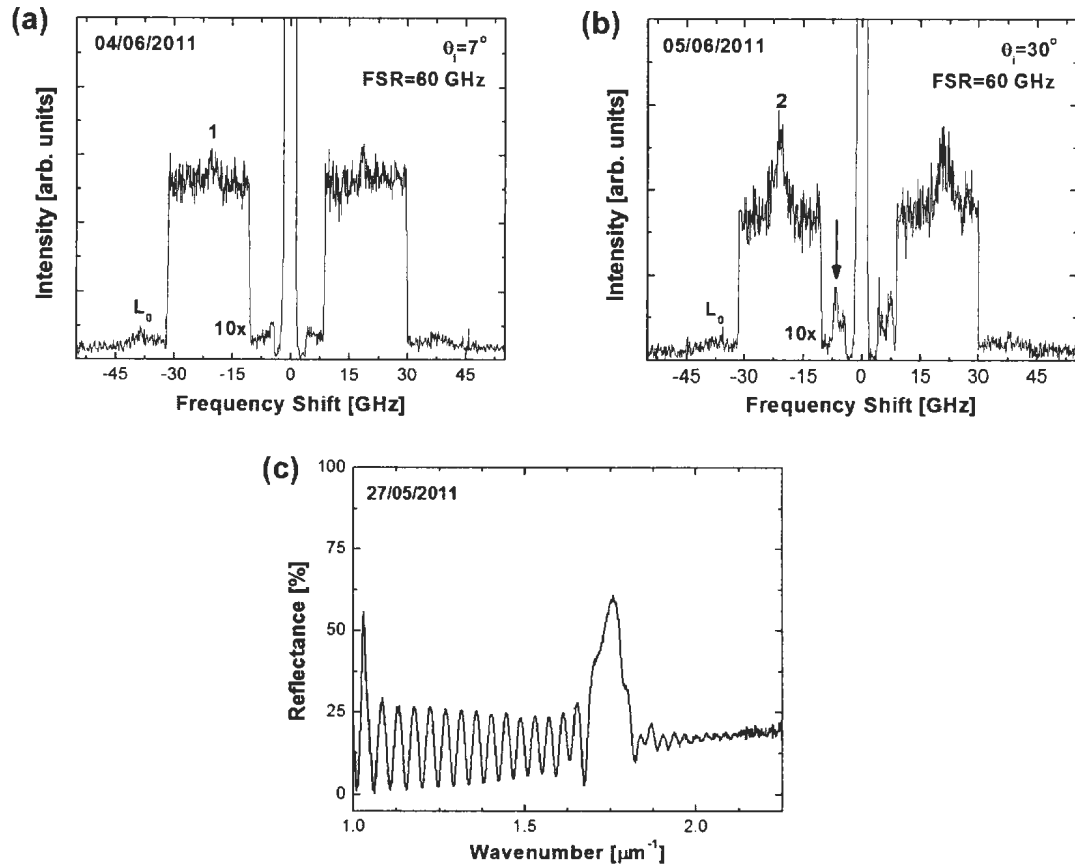 (a)
04/06/2011
θi=7°
FSR=60 GHz
1
L0
10x
Intensity [arb. units]
-45 -30 -15 0 15 30 45
Frequency Shift [GHz]
(b)
05/06/2011
θi=30°
FSR=60 GHz
2
L0
10x
Intensity [arb. units]
-45 -30 -15 0 15 30 45
Frequency Shift [GHz]
(c)
27/05/2011
100
75
50
25
0
Reflectance [%]
1.0 1.5 2.0
Wavenumber [μm⁻¹]